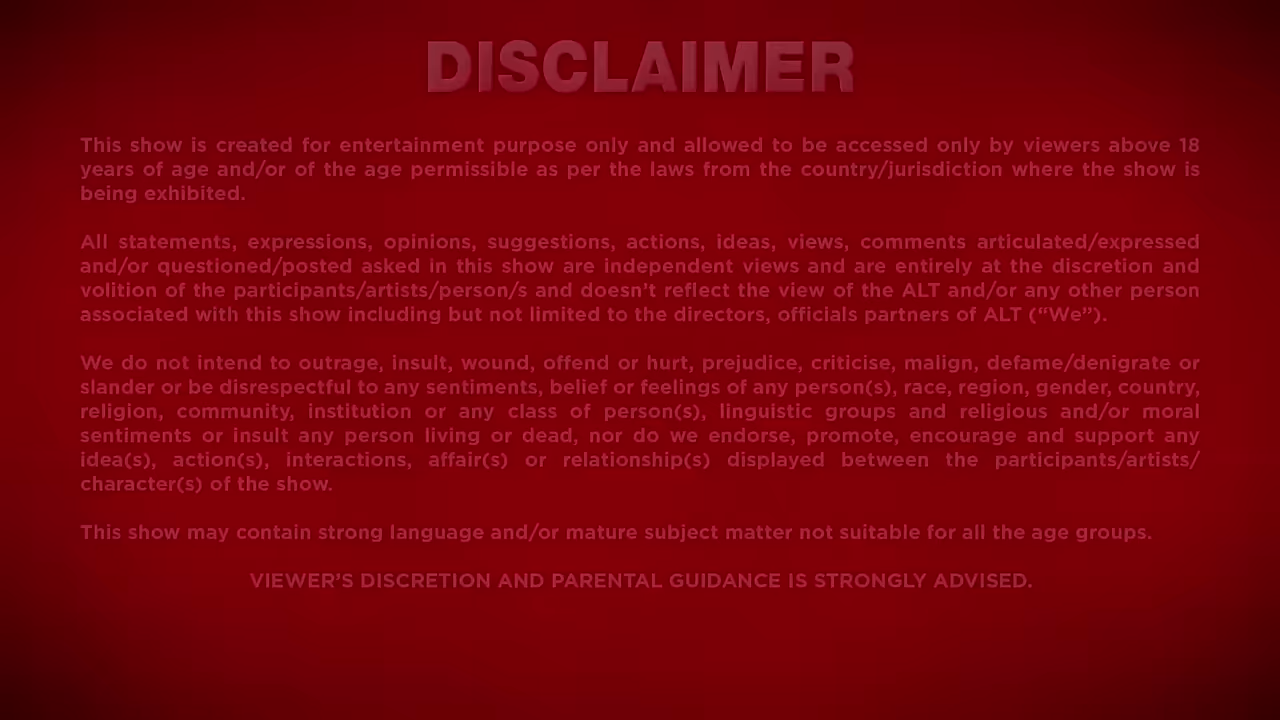 DISCLAIMER
This show is created for entertainment purpose only and allowed to be accessed only by viewers above 18
years of age and/or of the age permissible as per the laws from the country/jurisdiction where the show is
being exhibited.
All statements, expressions, opinions, suggestions, actions, ideas, views, comments articulated/expressed
and/or questioned/posted asked in this show are independent views and are entirely at the discretion and
volition of the participants/artists/person/s and doesn't reflect the view of the ALT and/or any other person
associated with this show including but not limited to the directors, officials partners of ALT (“We”).
We do not intend to outrage, insult, wound, offend or hurt, prejudice, criticise, malign, defame/denigrate or
slander or be disrespectful to any sentiments, belief or feelings of any person(s), race, region, gender, country,
religion, community, institution or any class of person(s), linguistic groups and religious and/or moral
sentiments or insult any person living or dead, nor do we endorse, promote, encourage and support any
idea(s), action(s), interactions, affair(s) or relationship(s) displayed between the participants/artists/
character(s) of the show.
This show may contain strong language and/or mature subject matter not suitable for all the age groups.
VIEWER'S DISCRETION AND PARENTAL GUIDANCE IS STRONGLY ADVISED.